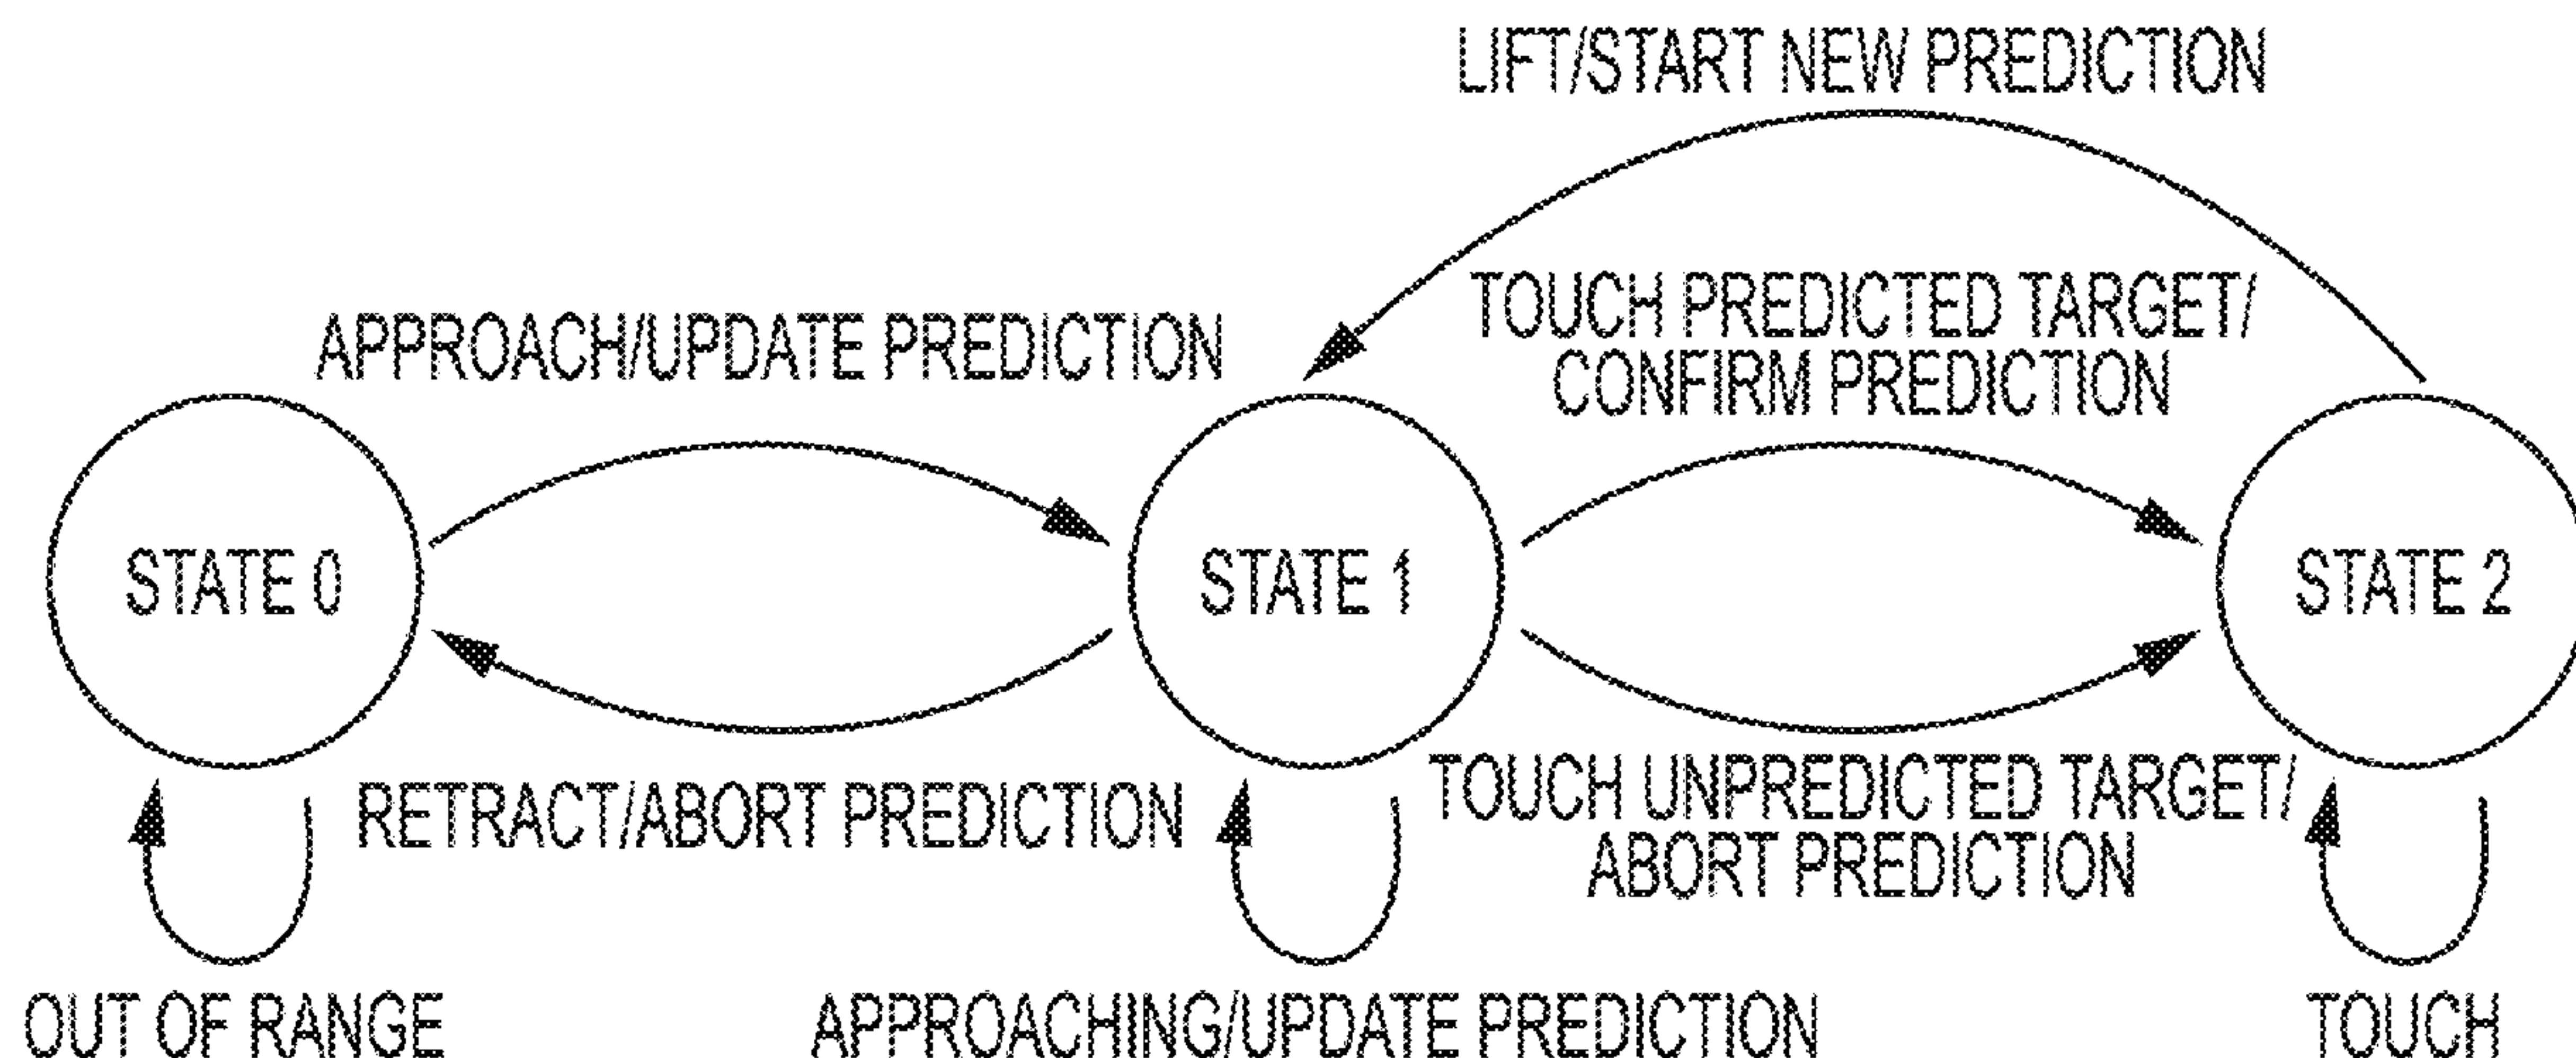 LIFT/START NEW PREDICTION
TOUCH PREDICTED TARGET/
CONFIRM PREDICTION
APPROACH/UPDATE PREDICTION
STATE 0
STATE 1
STATE 2
RETRACT/ABORT PREDICTION
TOUCH UNPREDICTED TARGET/
ABORT PREDICTION
OUT OF RANGE
APPROACHING/UPDATE PREDICTION
TOUCH